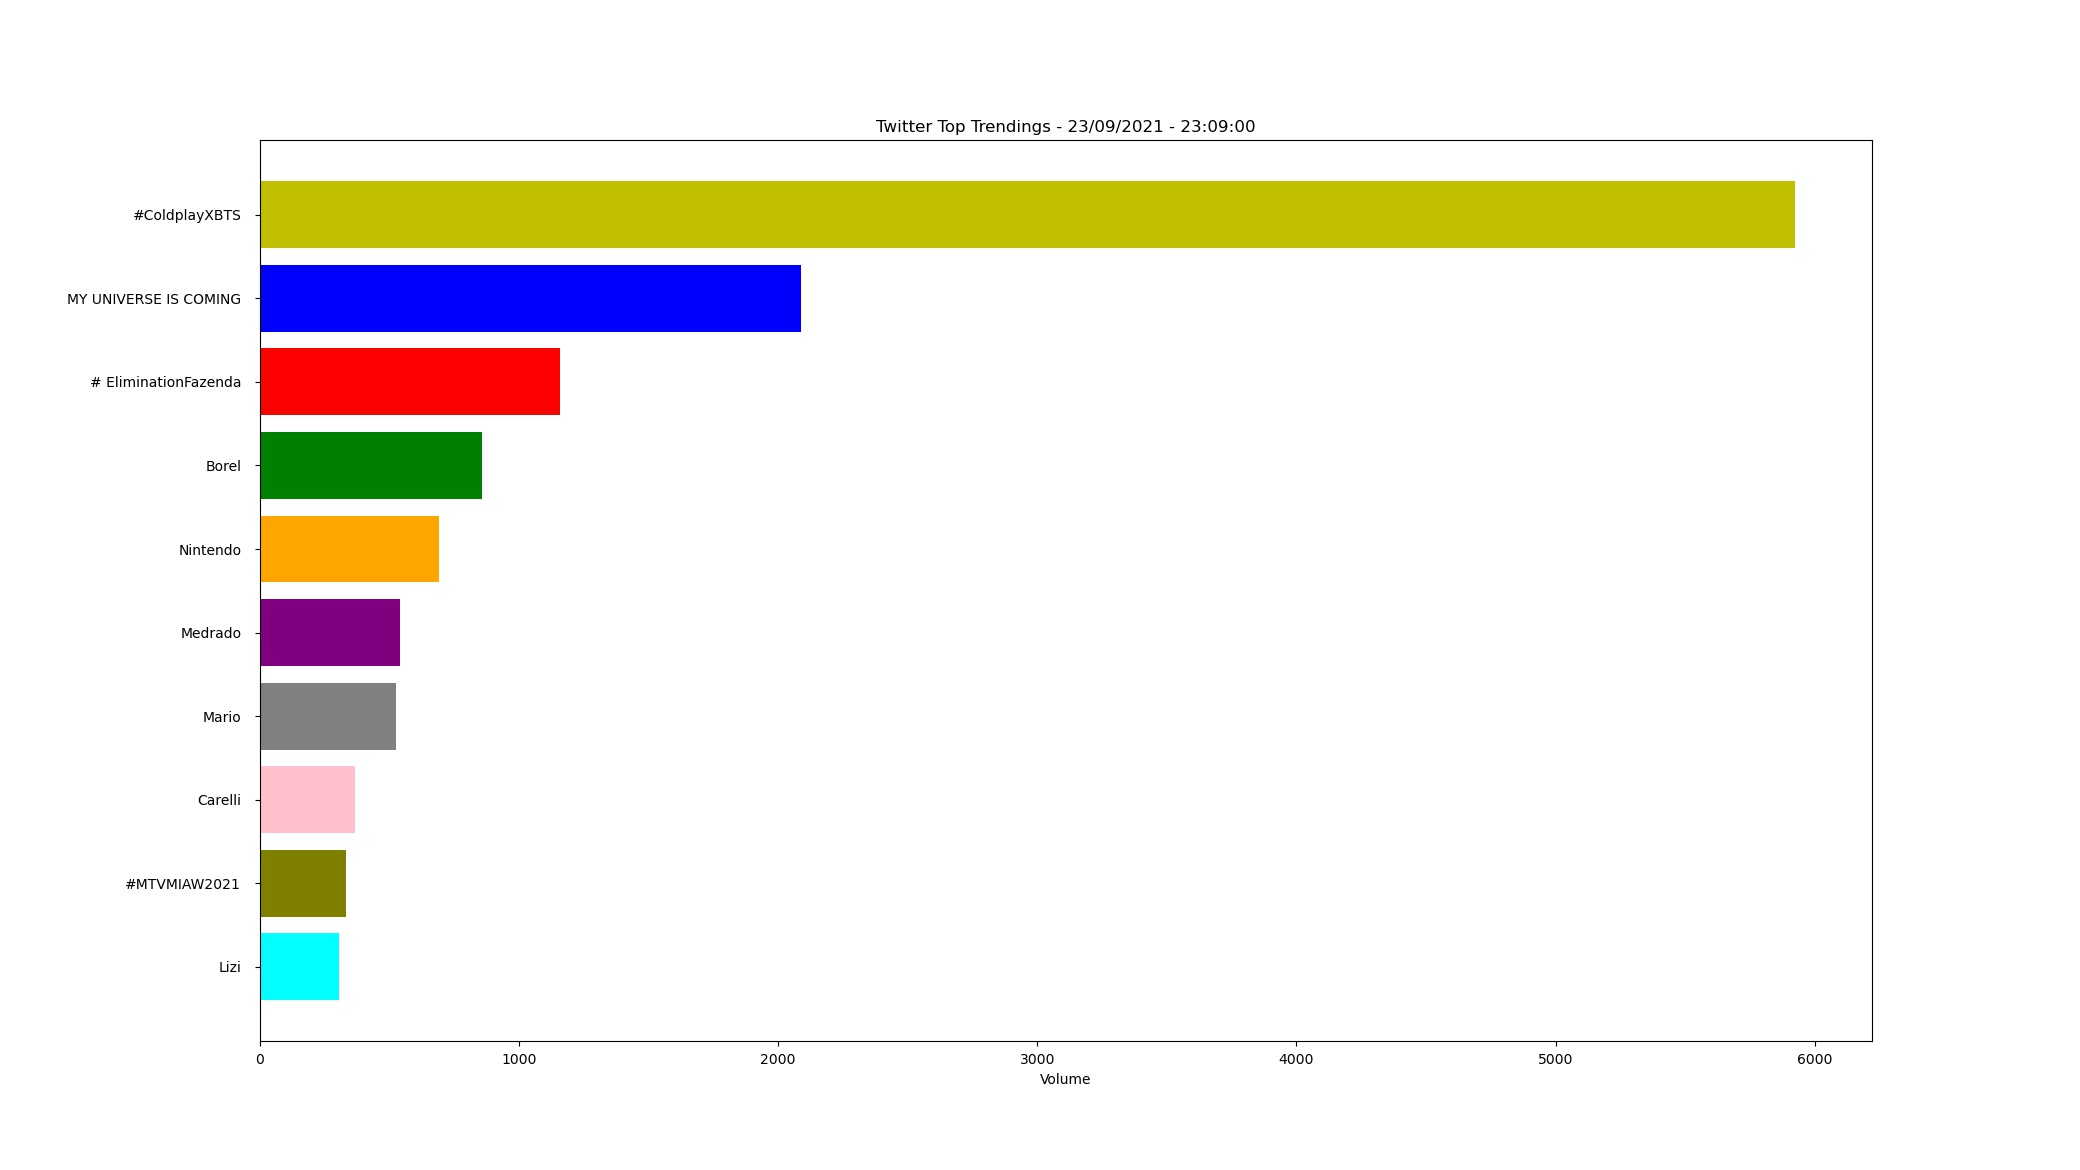 Twitter Top Trendings - 23/09/2021 - 23:09:00
#ColdplayXBTS
MY UNIVERSE IS COMING
# EliminationFazenda
Borel
Nintendo
Medrado
Mario
Carelli
#MTVMIAW2021
Lizi
0 1000 2000 3000 4000 5000 6000
Volume